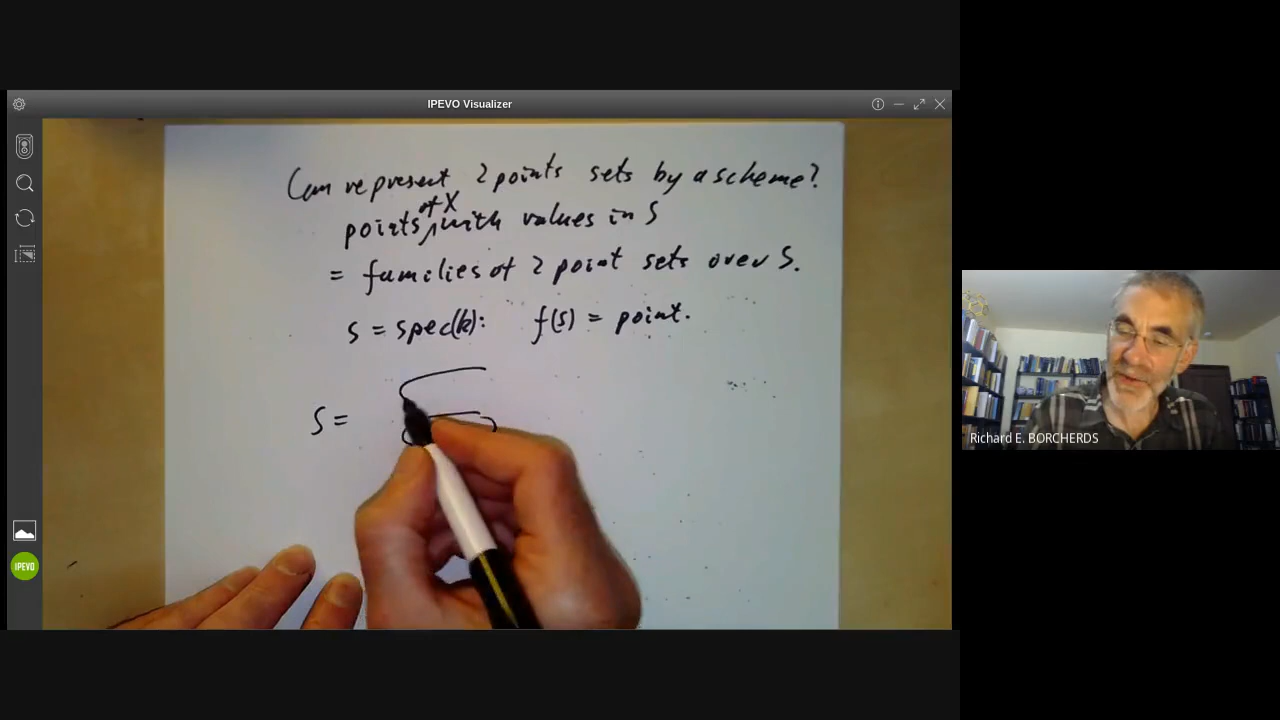 IPEVO Visualizer
Can represent 2 points sets by a scheme?
points of X, with values in S
= families of 2 point sets over S.
S = spec(k): f(S) = point.
S =
IPEVO
Richard E. BORCHERDS